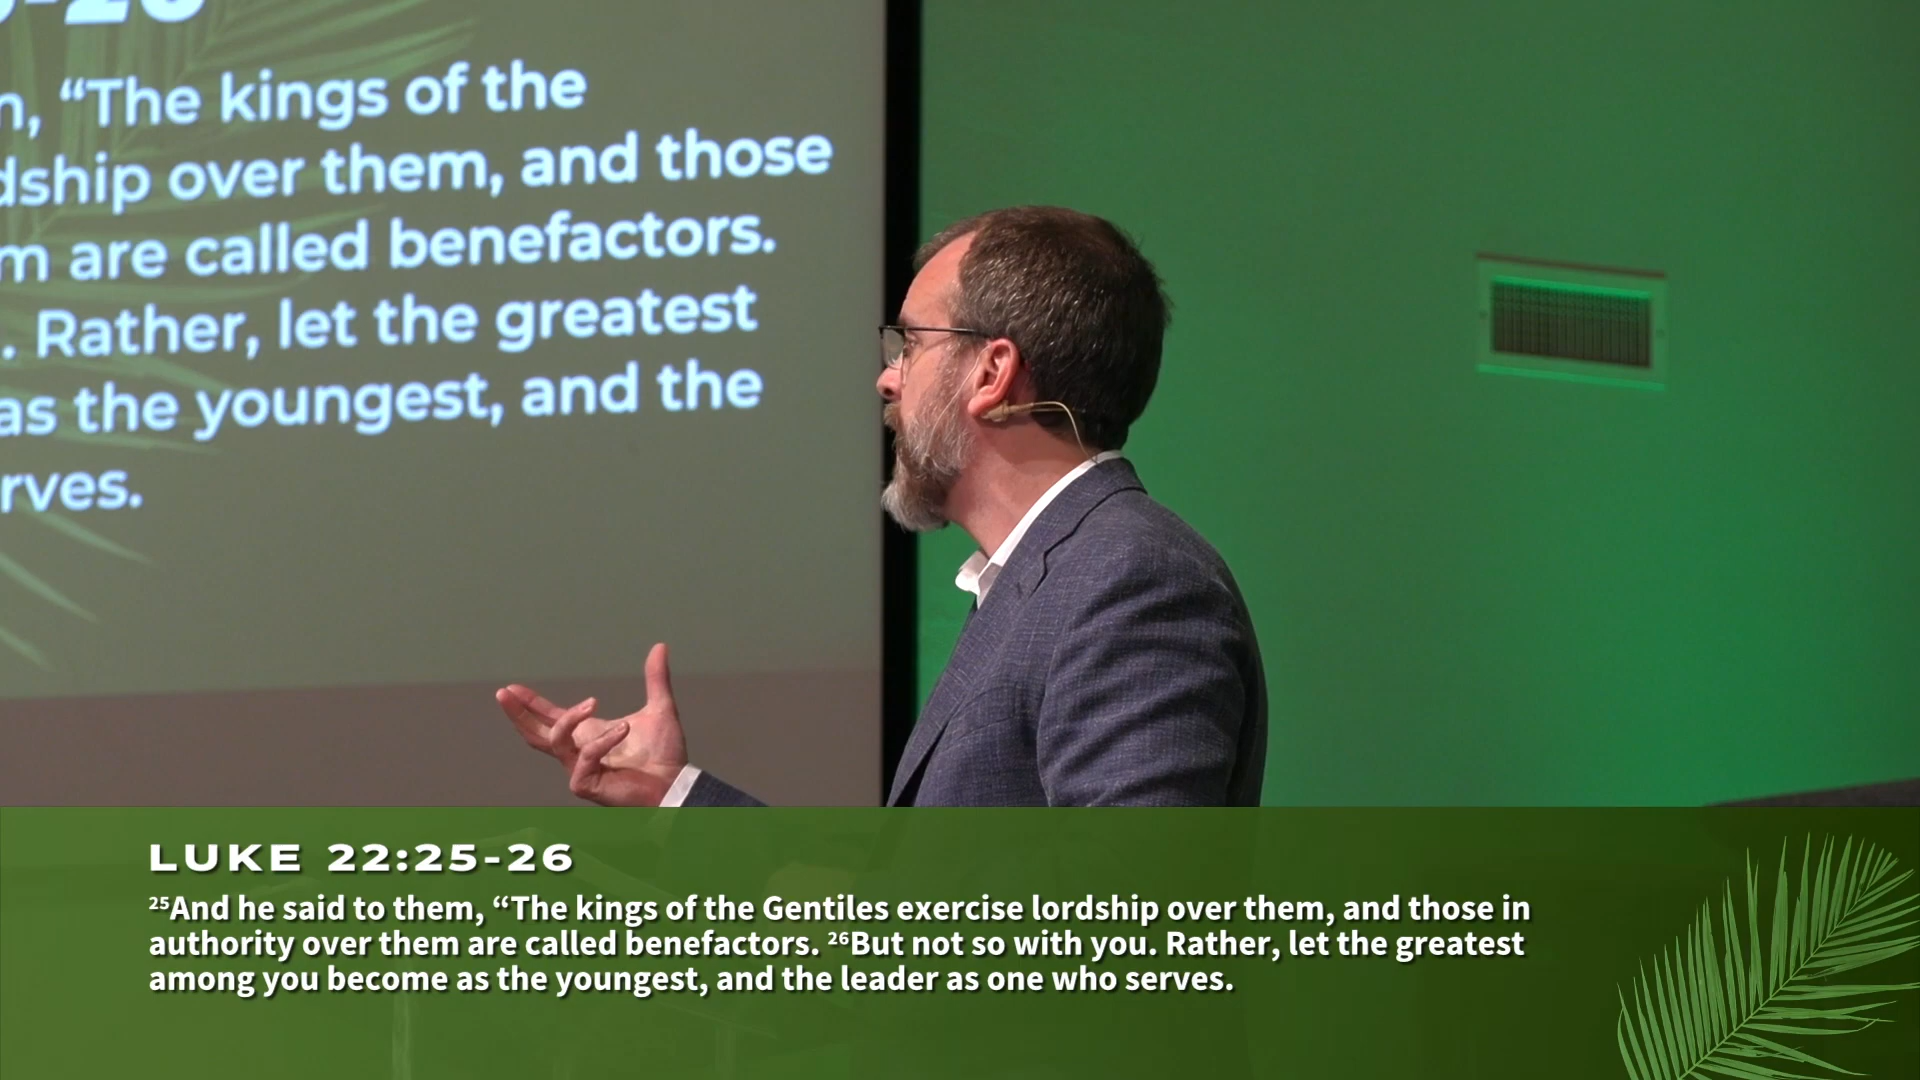 5-26
m, “The kings of the
dship over them, and those
m are called benefactors.
. Rather, let the greatest
as the youngest, and the
rves.
LUKE 22:25-26
²⁵And he said to them, “The kings of the Gentiles exercise lordship over them, and those in
authority over them are called benefactors. ²⁶But not so with you. Rather, let the greatest
among you become as the youngest, and the leader as one who serves.